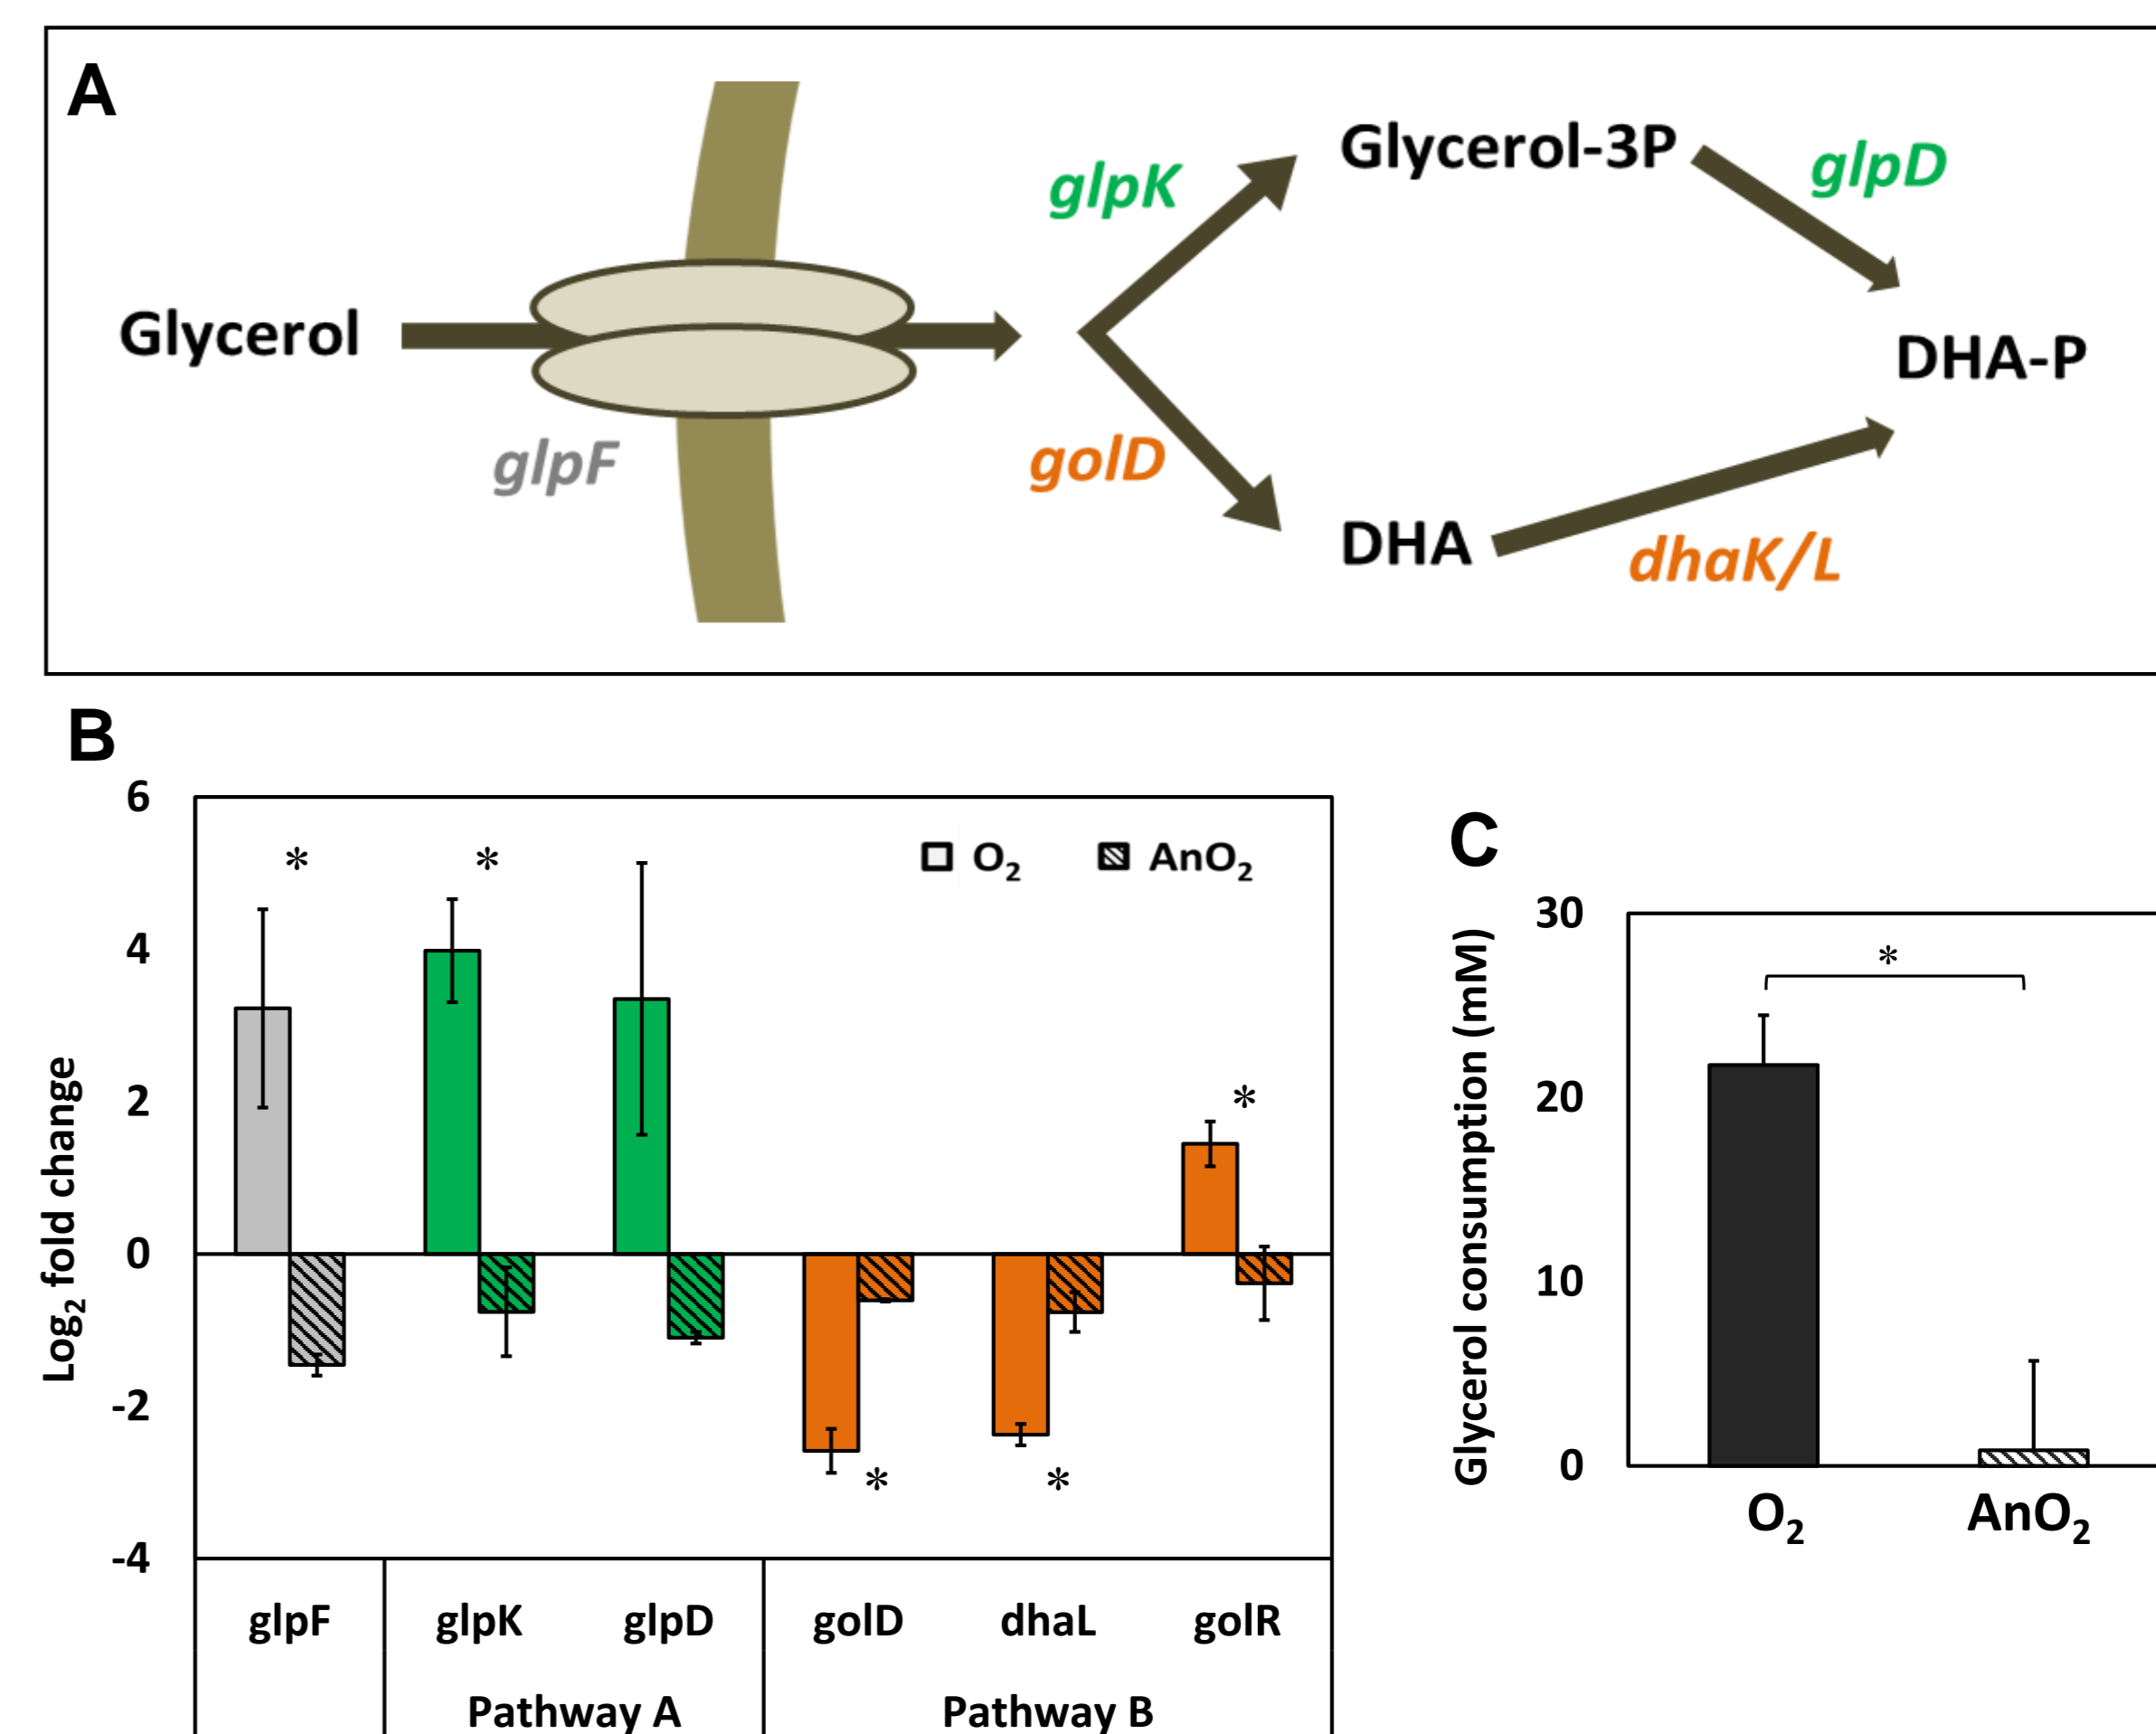 A
Glycerol
glpF
glpK
Glycerol-3P
glpD
DHA-P
golD
DHA
dhaK/L
B
6
4
2
0
-2
-4
Log₂ fold change
* * * * *
O₂ AnO₂
glpF glpK glpD golD dhaL golR
Pathway A Pathway B
C
30
20
10
0
Glycerol consumption (mM)
*
O₂ AnO₂